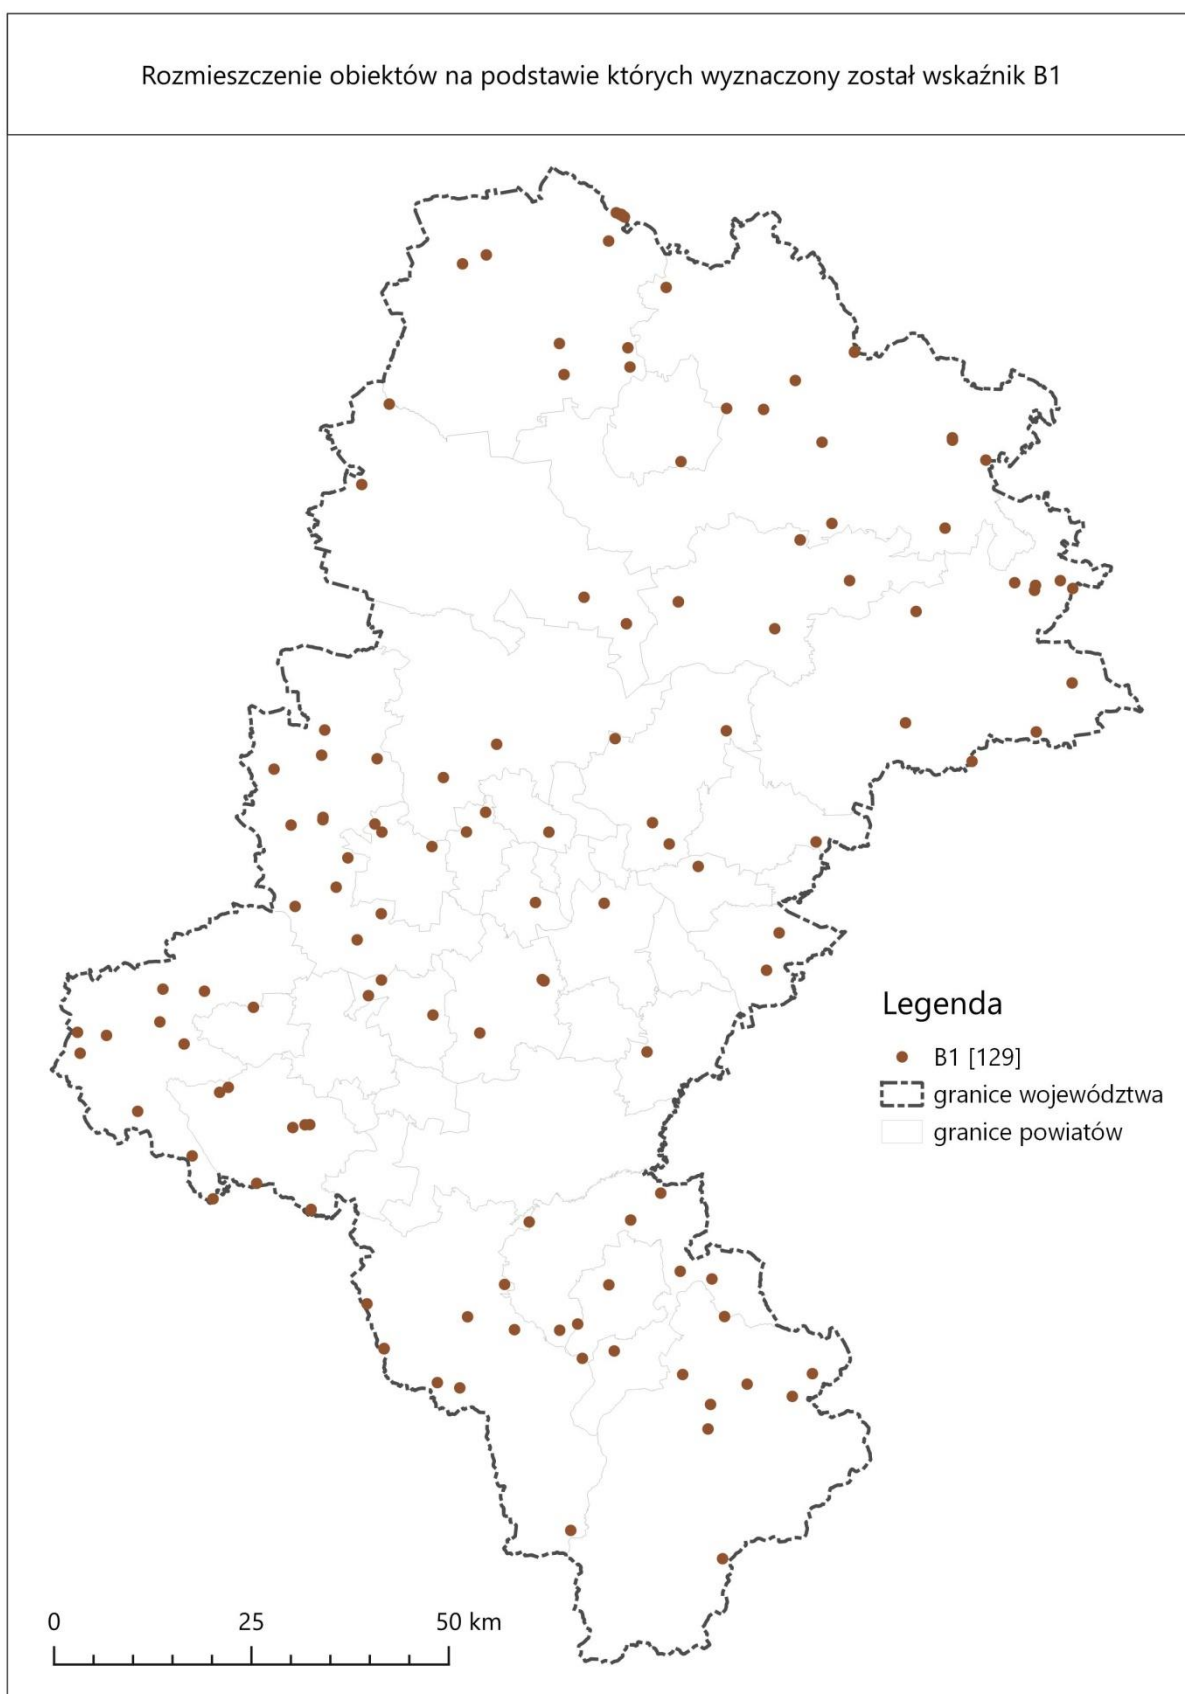 Rozmieszczenie obiektów na podstawie których wyznaczony został wskaźnik B1
Legenda
B1 [129]
granice województwa
granice powiatów
0 25 50 km